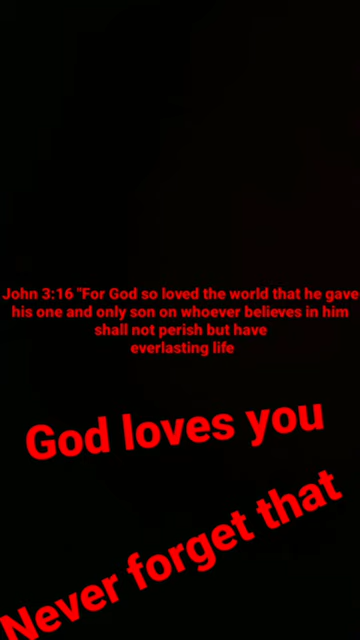 John 3:16 "For God so loved the world that he gave
his one and only son on whoever believes in him
shall not perish but have
everlasting life
God loves you
Never forget that